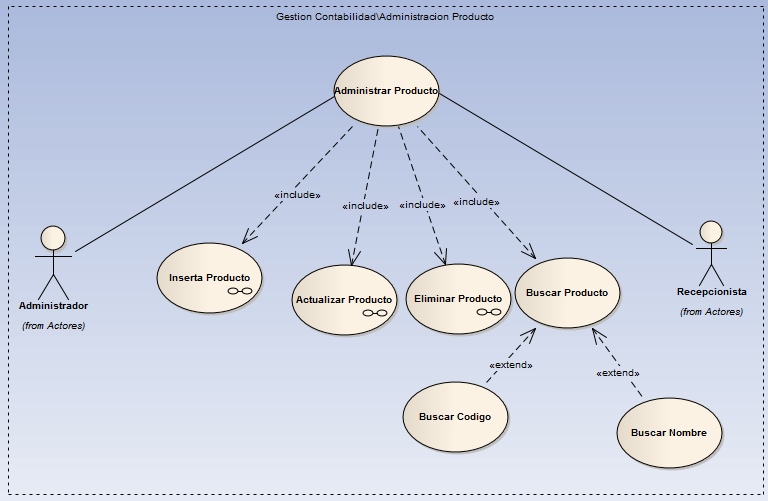 Gestion Contabilidad\Administracion Producto
Administrar Producto
«include»
«include»
«include»
«include»
Administrador
(from Actores)
Inserta Producto
Actualizar Producto
Eliminar Producto
Buscar Producto
Recepcionista
(from Actores)
«extend»
«extend»
Buscar Codigo
Buscar Nombre